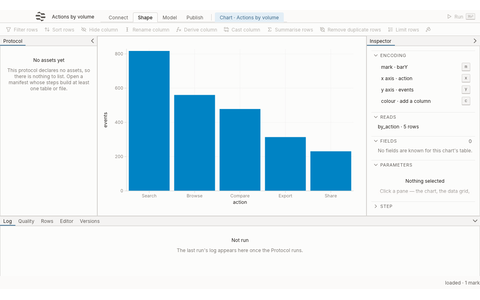 Actions by volume
Connect
Shape
Model
Publish
Chart · Actions by volume
Run
Filter rows
Sort rows
Hide column
Rename column
Derive column
Cast column
Summarize rows
Remove duplicate rows
Limit rows
Protocol
No assets yet
This protocol declares no assets, so
there is nothing to list. Open a
manifest whose steps build at least
one table or file.
800
600
400
200
0
events
Search
Browse
Compare
Export
Share
action
Inspector
ENCODING
mark · barY
x axis · action
y axis · events
colour · add a column
READS
by_action · 5 rows
FIELDS
0
No fields are known for this chart's table.
PARAMETERS
Nothing selected
Click a pane — the chart, the data grid,
STEP
Log
Quality
Rows
Editor
Versions
Not run
The last run's log appears here once the Protocol runs.
loaded · 1 mark